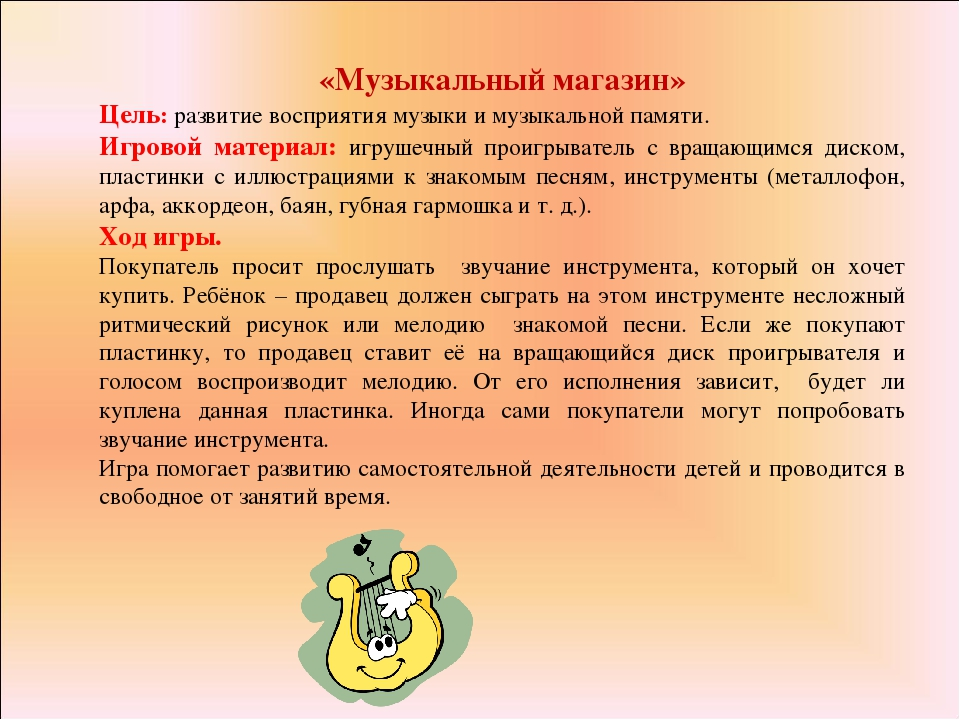 «Музыкальный магазин»
Цель: развитие восприятия музыки и музыкальной памяти.
Игровой материал: игрушечный проигрыватель с вращающимся диском,
пластинки с иллюстрациями к знакомым песням, инструменты (металлофон,
арфа, аккордеон, баян, губная гармошка и т. д.).
Ход игры.
Покупатель просит прослушать звучание инструмента, который он хочет
купить. Ребёнок – продавец должен сыграть на этом инструменте несложный
ритмический рисунок или мелодию знакомой песни. Если же покупают
пластинку, то продавец ставит её на вращающийся диск проигрывателя и
голосом воспроизводит мелодию. От его исполнения зависит, будет ли
куплена данная пластинка. Иногда сами покупатели могут попробовать
звучание инструмента.
Игра помогает развитию самостоятельной деятельности детей и проводится в
свободное от занятий время.